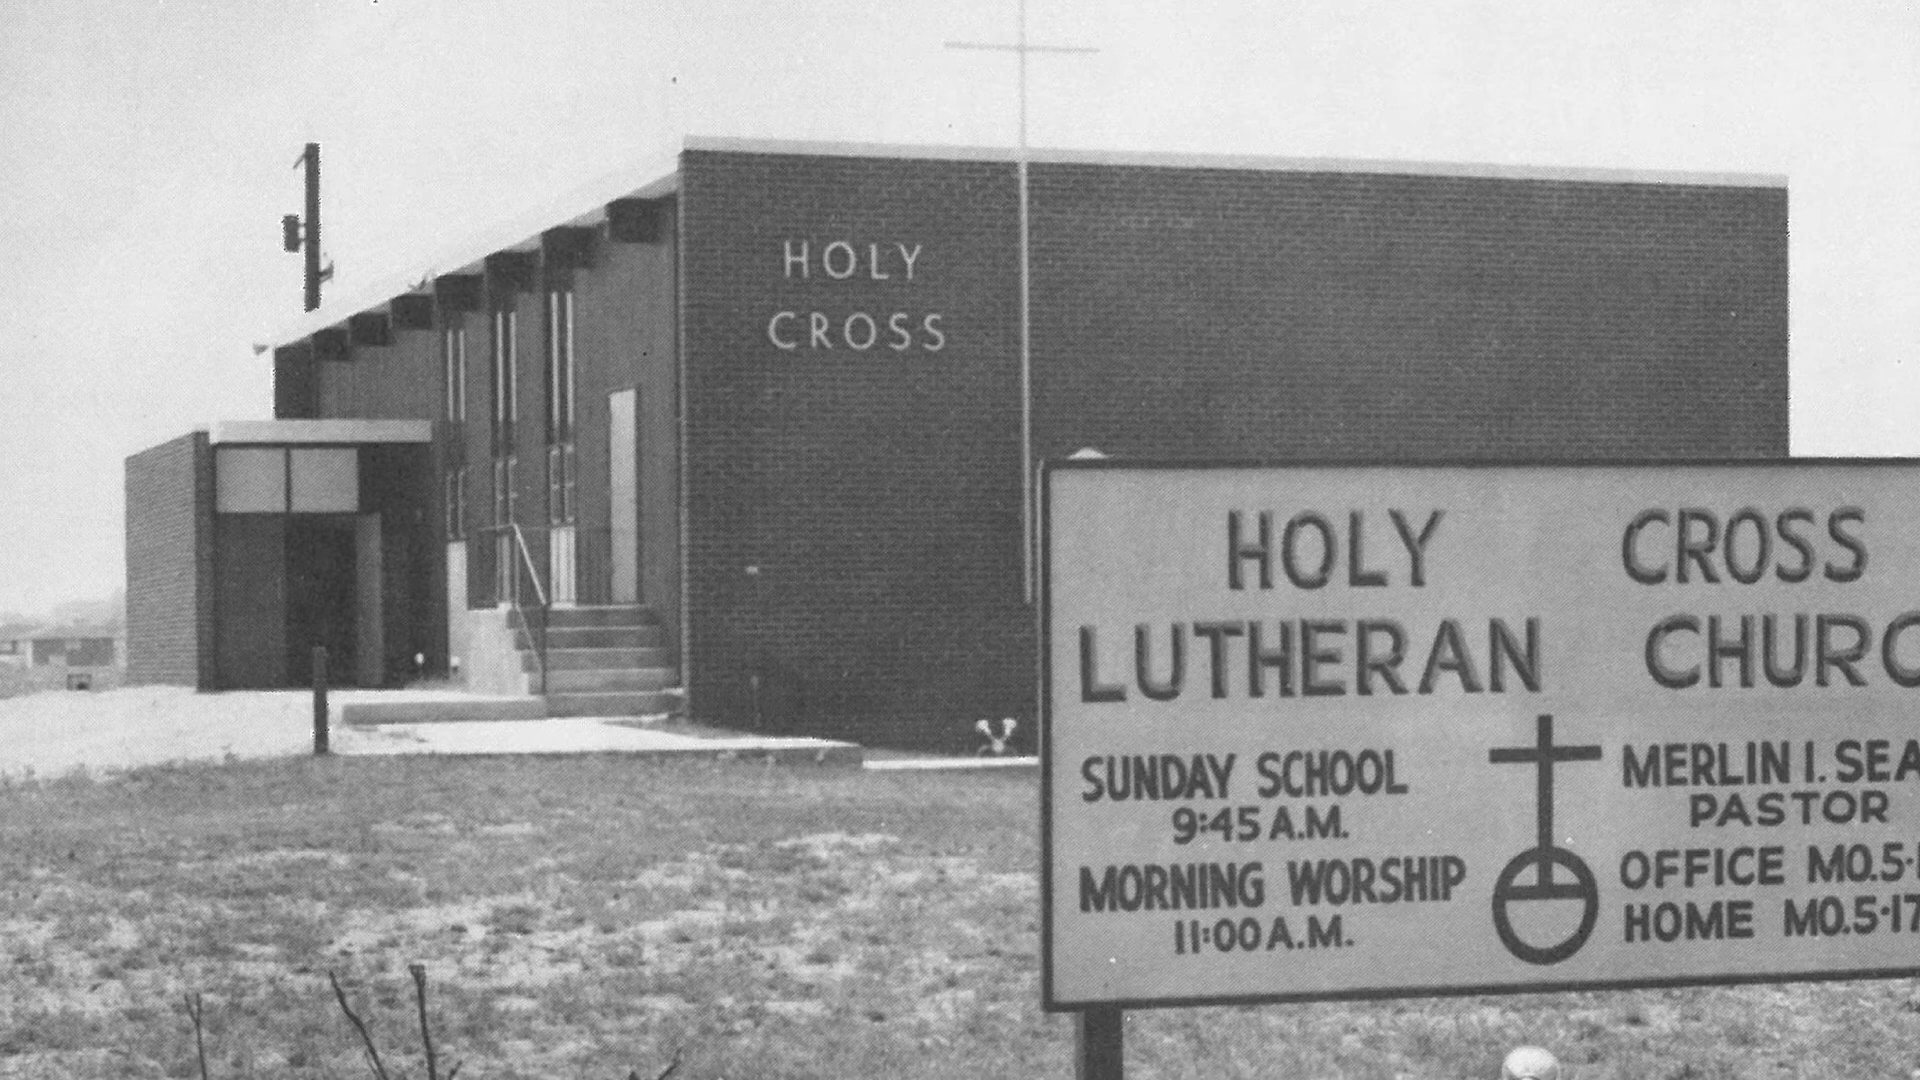 HOLY
CROSS
HOLY CROSS
LUTHERAN CHURC
SUNDAY SCHOOL
9:45 A.M.
MORNING WORSHIP
11:00 A.M.
MERLIN I. SEA
PASTOR
OFFICE MO.5-1
HOME MO.5-17